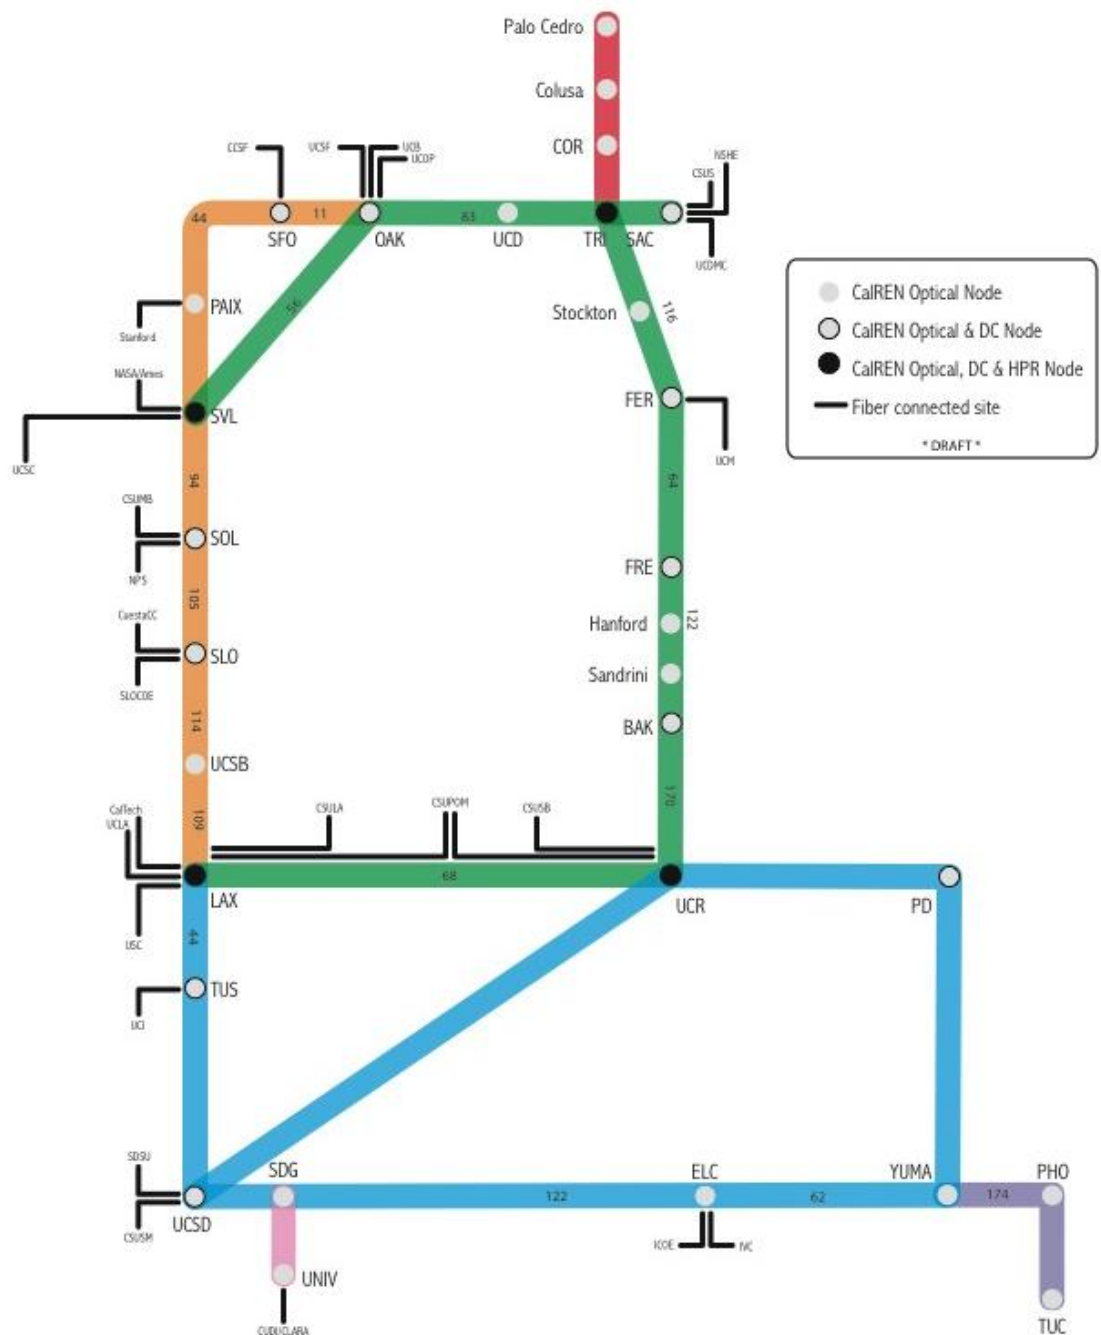 Palo Cedro
Colusa
COR
CCSF
UCSF
UCB
UCOP
NSHE
CSUS
44
11
83
SFO
OAK
UCD
TRI
SAC
UCDMC
PAIX
56
Stockton
116
CalREN Optical Node
CalREN Optical & DC Node
CalREN Optical, DC & HPR Node
Fiber connected site
* DRAFT *
Stanford
NASA/Ames
SVL
FER
UCSC
UCM
94
64
CSUMB
SOL
NPS
FRE
105
CuestaCC
Hanford
122
SLO
Sandrini
SLOCOE
114
BAK
UCSB
170
CalTech
UCLA
109
CSULA
CSUPOM
CSUSB
68
LAX
UCR
PD
USC
44
TUS
UCI
SDSU
SDG
ELC
YUMA
PHO
122
62
174
UCSD
CSUSM
ICOE
IVC
UNIV
CUDI/CLARA
TUC